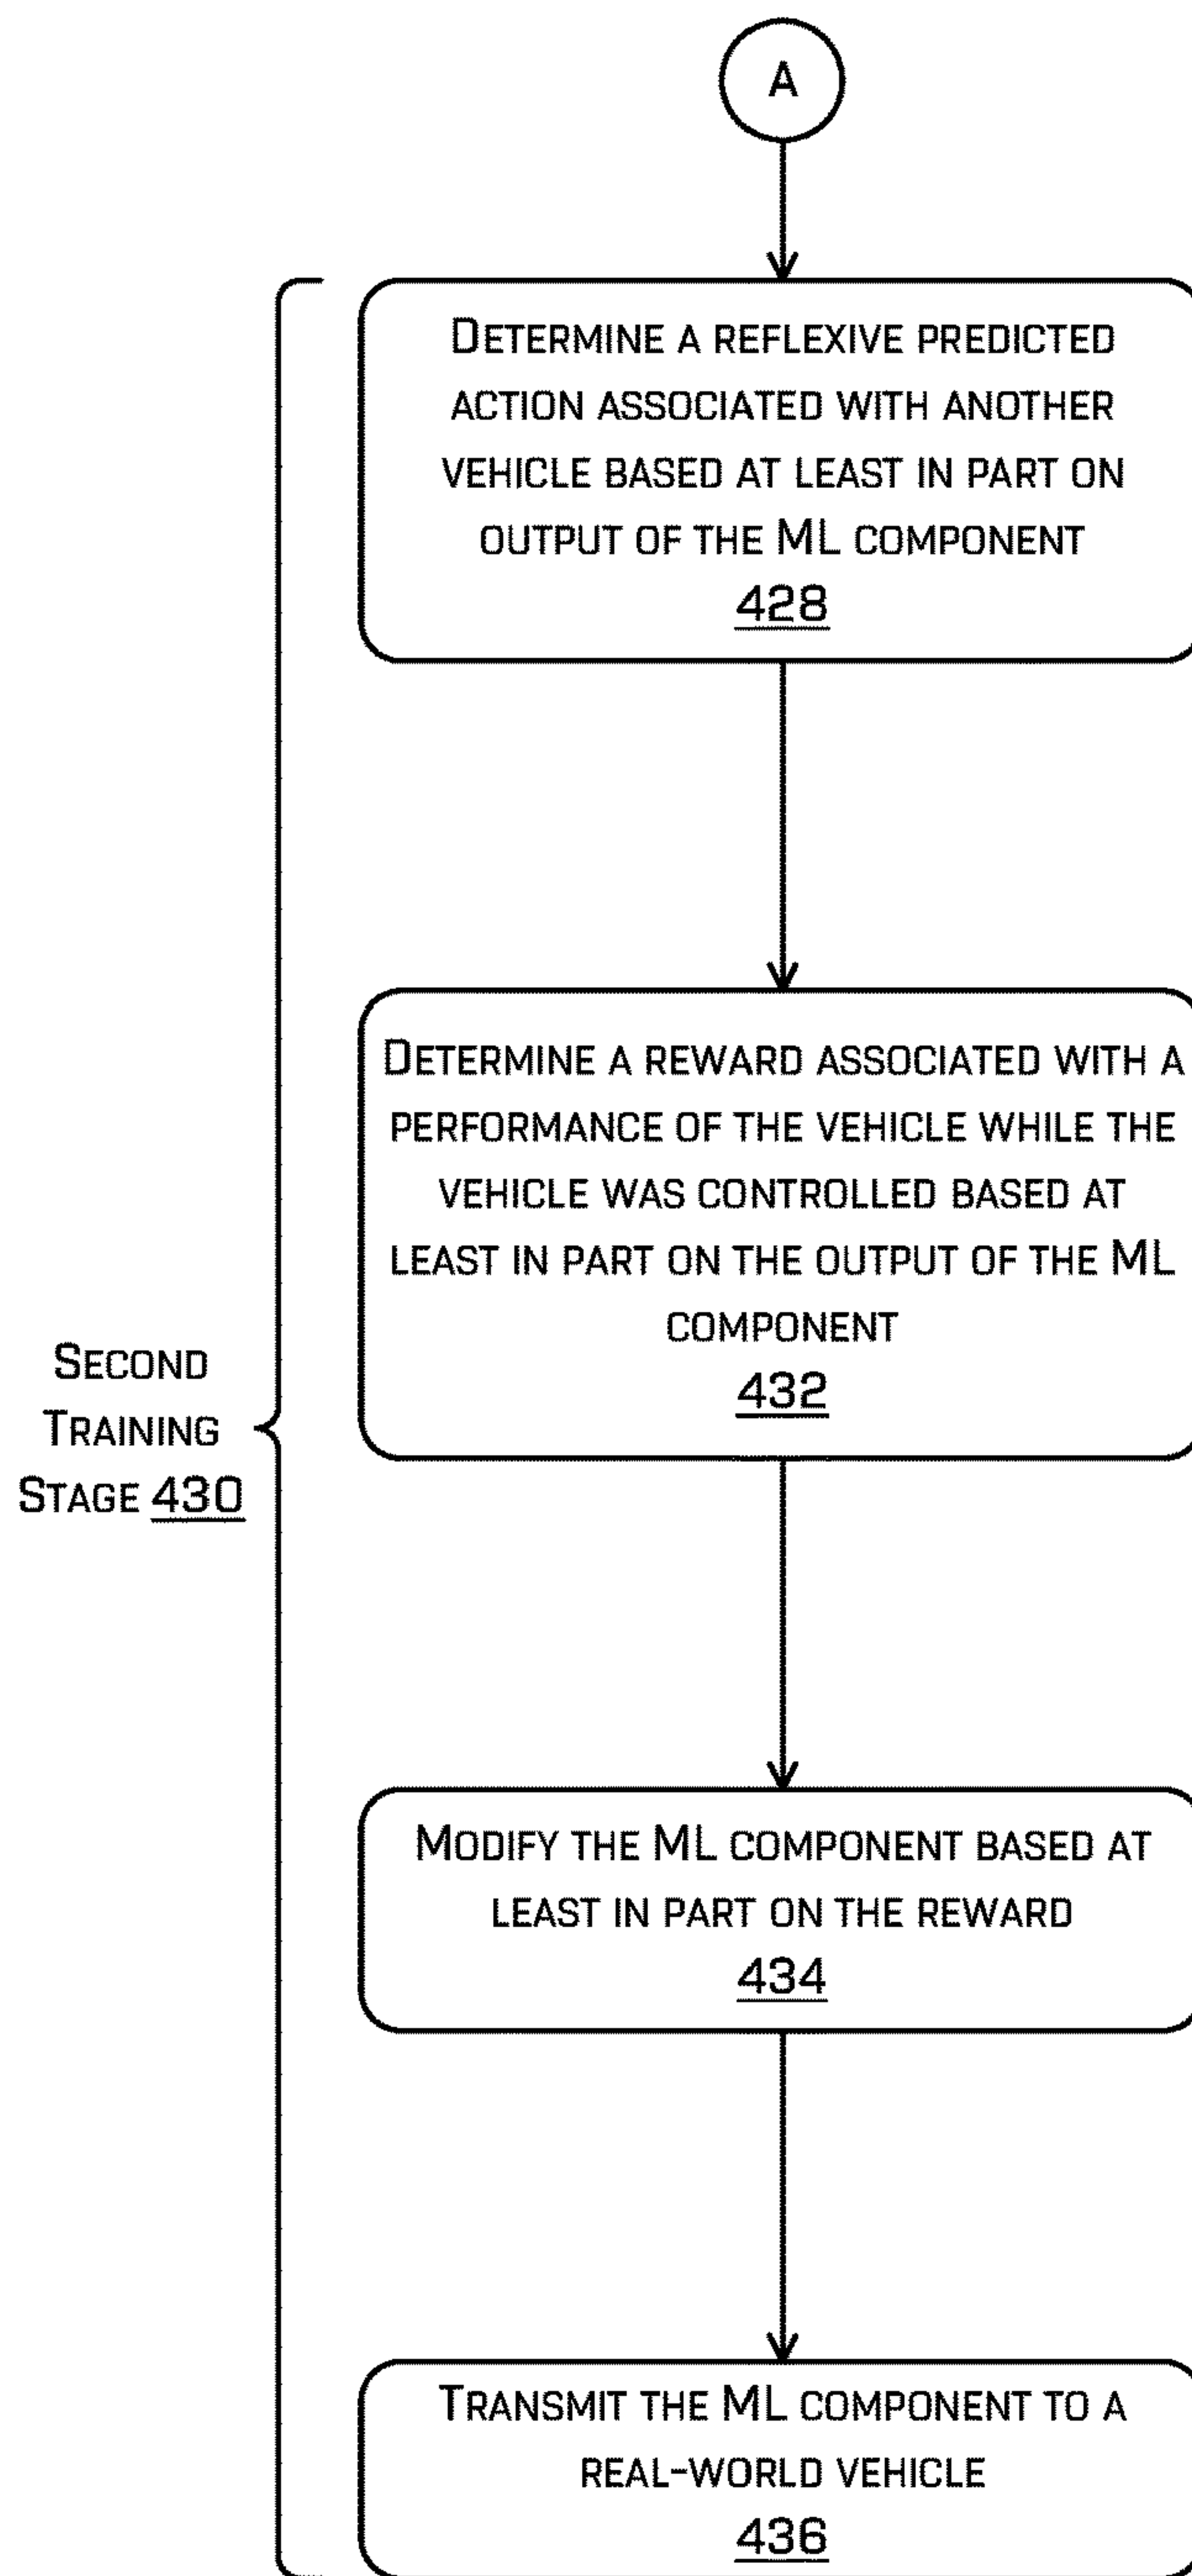 A
DETERMINE A REFLEXIVE PREDICTED
ACTION ASSOCIATED WITH ANOTHER
VEHICLE BASED AT LEAST IN PART ON
OUTPUT OF THE ML COMPONENT
428
DETERMINE A REWARD ASSOCIATED WITH A
PERFORMANCE OF THE VEHICLE WHILE THE
VEHICLE WAS CONTROLLED BASED AT
LEAST IN PART ON THE OUTPUT OF THE ML
COMPONENT
432
SECOND
TRAINING
STAGE 430
MODIFY THE ML COMPONENT BASED AT
LEAST IN PART ON THE REWARD
434
TRANSMIT THE ML COMPONENT TO A
REAL-WORLD VEHICLE
436